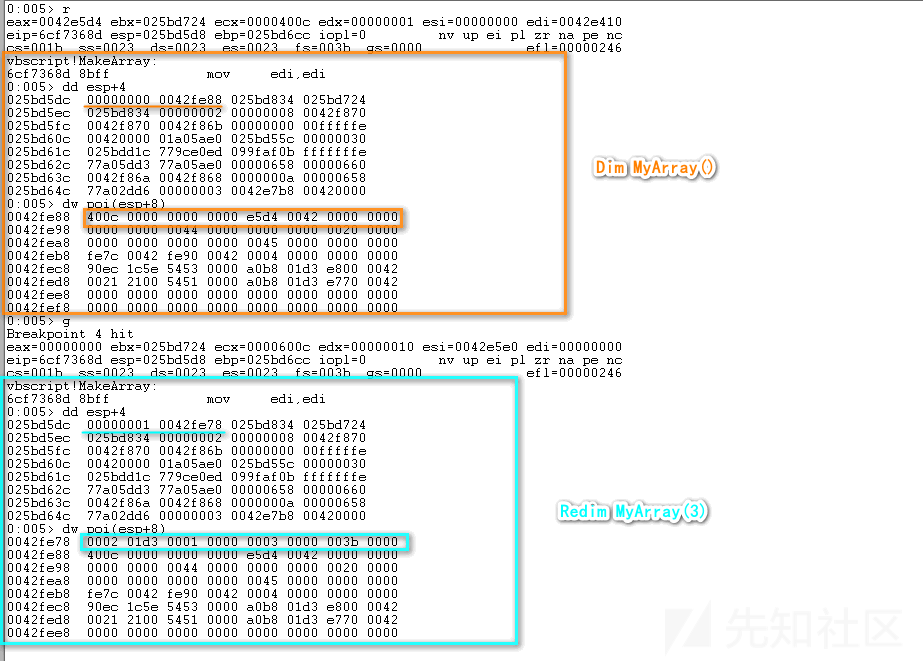 0:005> r
eax=0042e5d4 ebx=025bd724 ecx=0000400c edx=00000001 esi=00000000 edi=0042e410
eip=6cf7368d esp=025bd5d8 ebp=025bd6cc iopl=0 nv up ei pl zr na pe nc
cs=001b ss=0023 ds=0023 es=0023 fs=003b gs=0000 efl=00000246
vbscript!MakeArray:
6cf7368d 8bff mov edi,edi
0:005> dd esp+4
025bd5dc 00000000 0042fe88 025bd834 025bd724
025bd5ec 025bd834 00000002 00000008 0042f870
025bd5fc 0042f870 0042f86b 00000000 00fffffe
025bd60c 00420000 01a05ae0 025bd55c 00000030
025bd61c 025bdd1c 779ce0ed 099faf0b fffffffe
025bd62c 77a05dd3 77a05ae0 00000658 00000660
025bd63c 0042f86a 0042f868 0000000a 00000658
025bd64c 77a02dd6 00000003 0042e7b8 00420000
0:005> dw poi(esp+8)
0042fe88 400c 0000 0000 0000 e5d4 0042 0000 0000
0042fe98 0000 0000 0044 0000 0000 0000 0020 0000
0042fea8 0000 0000 0000 0000 0045 0000 0000 0000
0042feb8 fe7c 0042 fe90 0042 0004 0000 0000 0000
0042fec8 90ec 1c5e 5453 0000 a0b8 01d3 e800 0042
0042fed8 0021 2100 5451 0000 a0b8 01d3 e770 0042
0042fee8 0000 0000 0000 0000 0000 0000 0000 0000
0042fef8 0000 0000 0000 0000 0000 0000 0000 0000
Dim MyArray()
0:005> g
Breakpoint 4 hit
eax=00000000 ebx=025bd724 ecx=0000600c edx=00000010 esi=0042e5e0 edi=00000000
eip=6cf7368d esp=025bd5d8 ebp=025bd6cc iopl=0 nv up ei pl zr na pe nc
cs=001b ss=0023 ds=0023 es=0023 fs=003b gs=0000 efl=00000246
vbscript!MakeArray:
6cf7368d 8bff mov edi,edi
0:005> dd esp+4
025bd5dc 00000001 0042fe78 025bd834 025bd724
025bd5ec 025bd834 00000002 00000008 0042f870
025bd5fc 0042f870 0042f86b 00000000 00fffffe
025bd60c 00420000 01a05ae0 025bd55c 00000030
025bd61c 025bdd1c 779ce0ed 099faf0b fffffffe
025bd62c 77a05dd3 77a05ae0 00000658 00000660
025bd63c 0042f86a 0042f868 0000000a 00000658
025bd64c 77a02dd6 00000003 0042e7b8 00420000
0:005> dw poi(esp+8)
0042fe78 0002 01d3 0001 0000 0003 0000 003b 0000
0042fe88 400c 0000 0000 0000 e5d4 0042 0000 0000
0042fe98 0000 0000 0044 0000 0000 0000 0020 0000
0042fea8 0000 0000 0000 0000 0045 0000 0000 0000
0042feb8 fe7c 0042 fe90 0042 0004 0000 0000 0000
0042fec8 90ec 1c5e 5453 0000 a0b8 01d3 e800 0042
0042fed8 0021 2100 5451 0000 a0b8 01d3 e770 0042
0042fee8 0000 0000 0000 0000 0000 0000 0000 0000
Redim MyArray(3)
先知社区